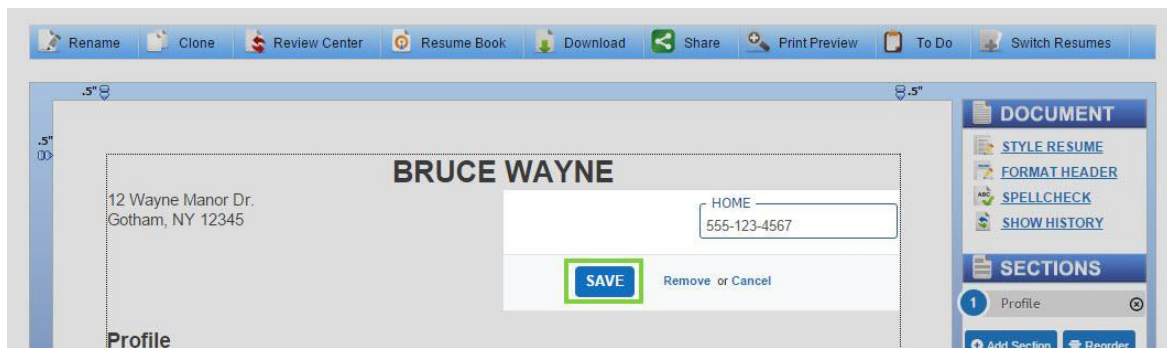 Rename Clone Review Center Resume Book Download Share Print Preview To Do Switch Resumes
.5" .5"
DOCUMENT
.5"
STYLE RESUME
BRUCE WAYNE
FORMAT HEADER
12 Wayne Manor Dr.
HOME
ABC SPELLCHECK
Gotham, NY 12345
555-123-4567
SHOW HISTORY
SECTIONS
SAVE Remove or Cancel
1 Profile
Profile
Add Section Reorder